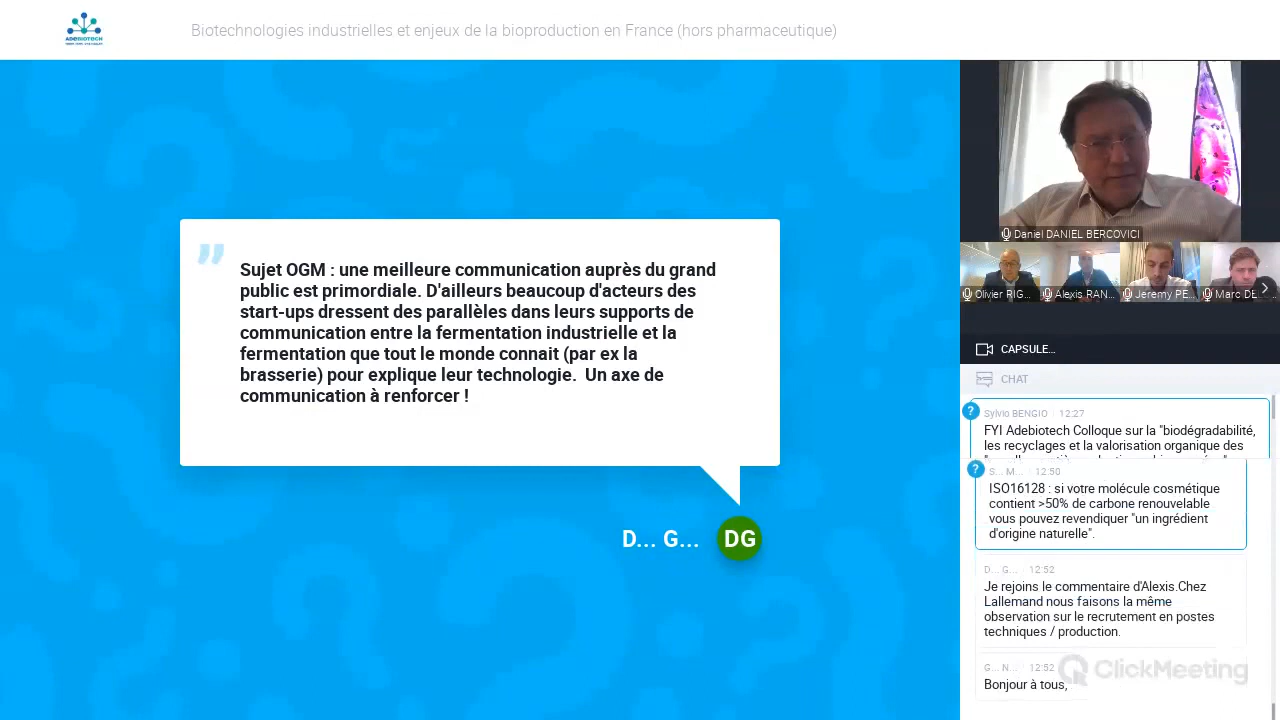 ADEBIOTECH
Biotechnologies industrielles et enjeux de la bioproduction en France (hors pharmaceutique)
Sujet OGM : une meilleure communication auprès du grand
public est primordiale. D'ailleurs beaucoup d'acteurs des
start-ups dressent des parallèles dans leurs supports de
communication entre la fermentation industrielle et la
fermentation que tout le monde connait (par ex la
brasserie) pour explique leur technologie.  Un axe de
communication à renforcer !
D... G... DG
Daniel DANIEL BERCOVICI
Olivier RIG... Alexis RAN... Jeremy PE... Marc DE...
CAPSULE...
CHAT
? Sylvio BENGIO 12:27
FYI Adebiotech Colloque sur la "biodégradabilité,
les recyclages et la valorisation organique des
? S... M... 12:50
ISO16128 : si votre molécule cosmétique
contient >50% de carbone renouvelable
vous pouvez revendiquer "un ingrédient
d'origine naturelle".
D... G... 12:52
Je rejoins le commentaire d'Alexis.Chez
Lallemand nous faisons la même
observation sur le recrutement en postes
techniques / production.
G... N... 12:52
Bonjour à tous,
ClickMeeting